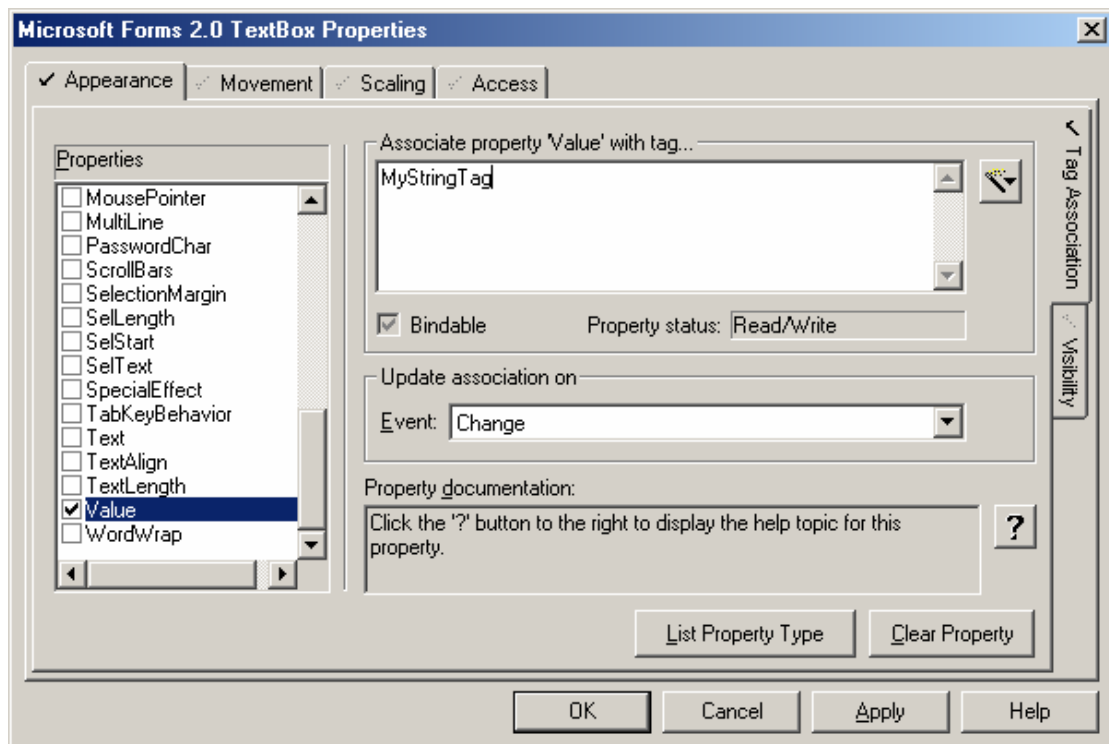 Microsoft Forms 2.0 TextBox Properties
Appearance
Movement
Scaling
Access
Properties
MousePointer
MultiLine
PasswordChar
ScrollBars
SelectionMargin
SelLength
SelStart
SelText
SpecialEffect
TabKeyBehavior
Text
TextAlign
TextLength
Value
WordWrap
Associate property 'Value' with tag...
MyStringTag
Bindable
Property status: Read/Write
Update association on
Event: Change
Property documentation:
Click the '?' button to the right to display the help topic for this
property.
?
List Property Type
Clear Property
Tag Association
Visibility
OK
Cancel
Apply
Help